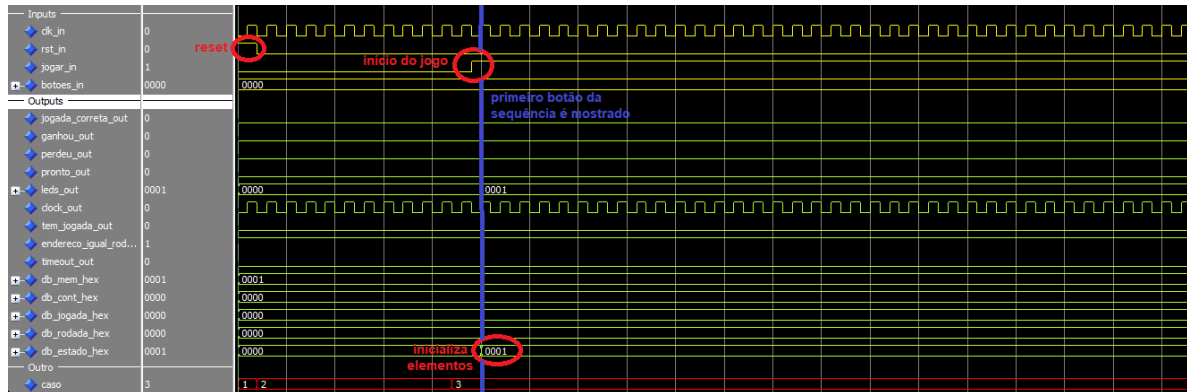 Inputs
clk_in 0
rst_in 0 reset
jogar_in 1 início do jogo
botoes_in 0000 0000
Outputs primeiro botão da
sequência é mostrado
jogada_correta_out 0
ganhou_out 0
perdeu_out 0
pronto_out 0
leds_out 0001 0000 0001
clock_out 0
tem_jogada_out 0
endereco_igual_rod... 1
timeout_out 0
db_mem_hex 0001 0001
db_cont_hex 0000 0000
db_jogada_hex 0000 0000
db_rodada_hex 0000 0000
db_estado_hex 0001 0000 inicializa 0001
elementos
Outro
caso 3 1 2 3